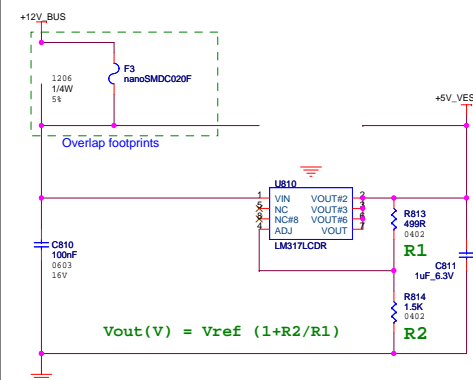 +12V_BUS
F3
nanoSMDC020F
1206
1/4W
5%
+5V_VES
Overlap footprints
U810
1 VIN VOUT#2 2
5 NC VOUT#3 3
8 NC#8 VOUT#6 6
4 ADJ VOUT 7
LM317LCDR
R813
499R
0402
R1
C810
100nF
0603
16V
C811
1uF_6.3V
R814
1.5K
0402
R2
Vout(V) = Vref (1+R2/R1)